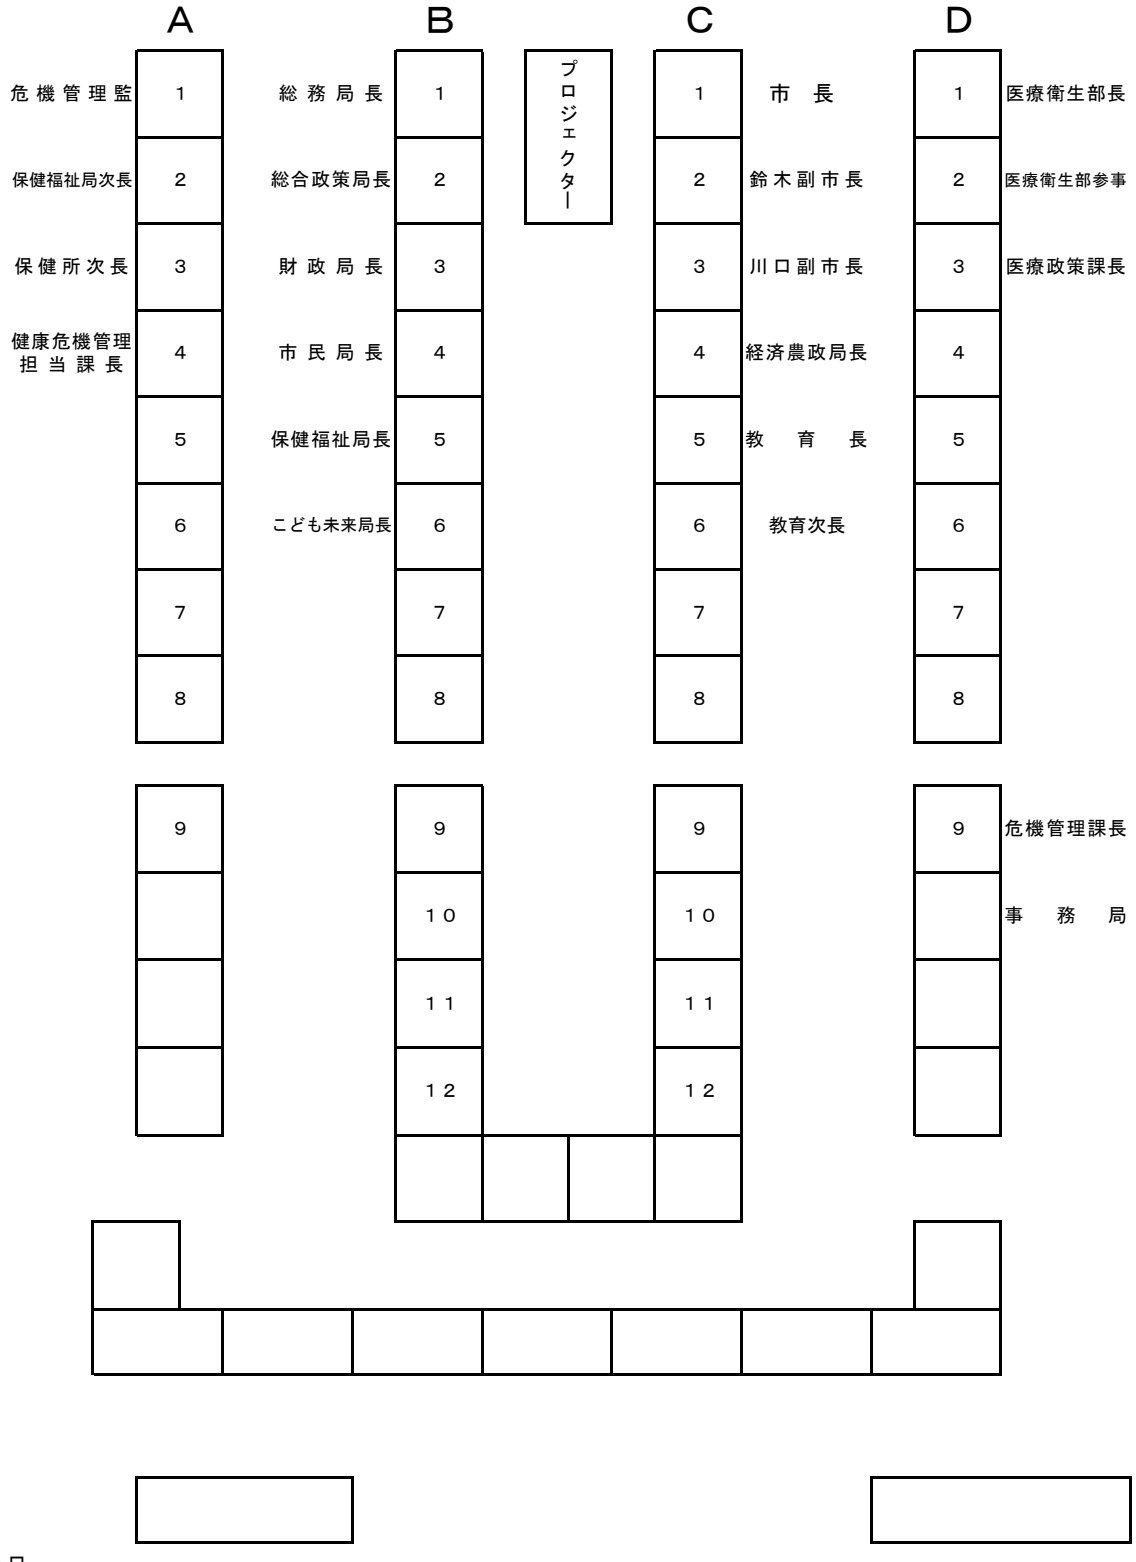 A B C D
プロジェクター
危機管理監 1 総務局長 1 1 市長 1 医療衛生部長
保健福祉局次長 2 総合政策局長 2 2 鈴木副市長 2 医療衛生部参事
保健所次長 3 財政局長 3 3 川口副市長 3 医療政策課長
健康危機管理
担当課長 4 市民局長 4 4 経済農政局長 4
5 保健福祉局長 5 5 教育長 5
6 こども未来局長 6 6 教育次長 6
7 7 7 7
8 8 8 8
9 9 9 9 危機管理課長
10 10 事務局
11 11
12 12